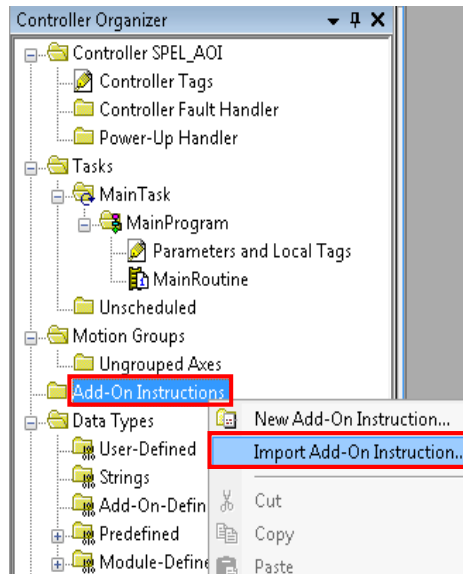 Controller Organizer
Controller SPEL_AOI
Controller Tags
Controller Fault Handler
Power-Up Handler
Tasks
MainTask
MainProgram
Parameters and Local Tags
MainRoutine
Unscheduled
Motion Groups
Ungrouped Axes
Add-On Instructions
Data Types
New Add-On Instruction...
User-Defined
Import Add-On Instruction...
Strings
Add-On-Defin
Cut
Predefined
Copy
Module-Define
Paste